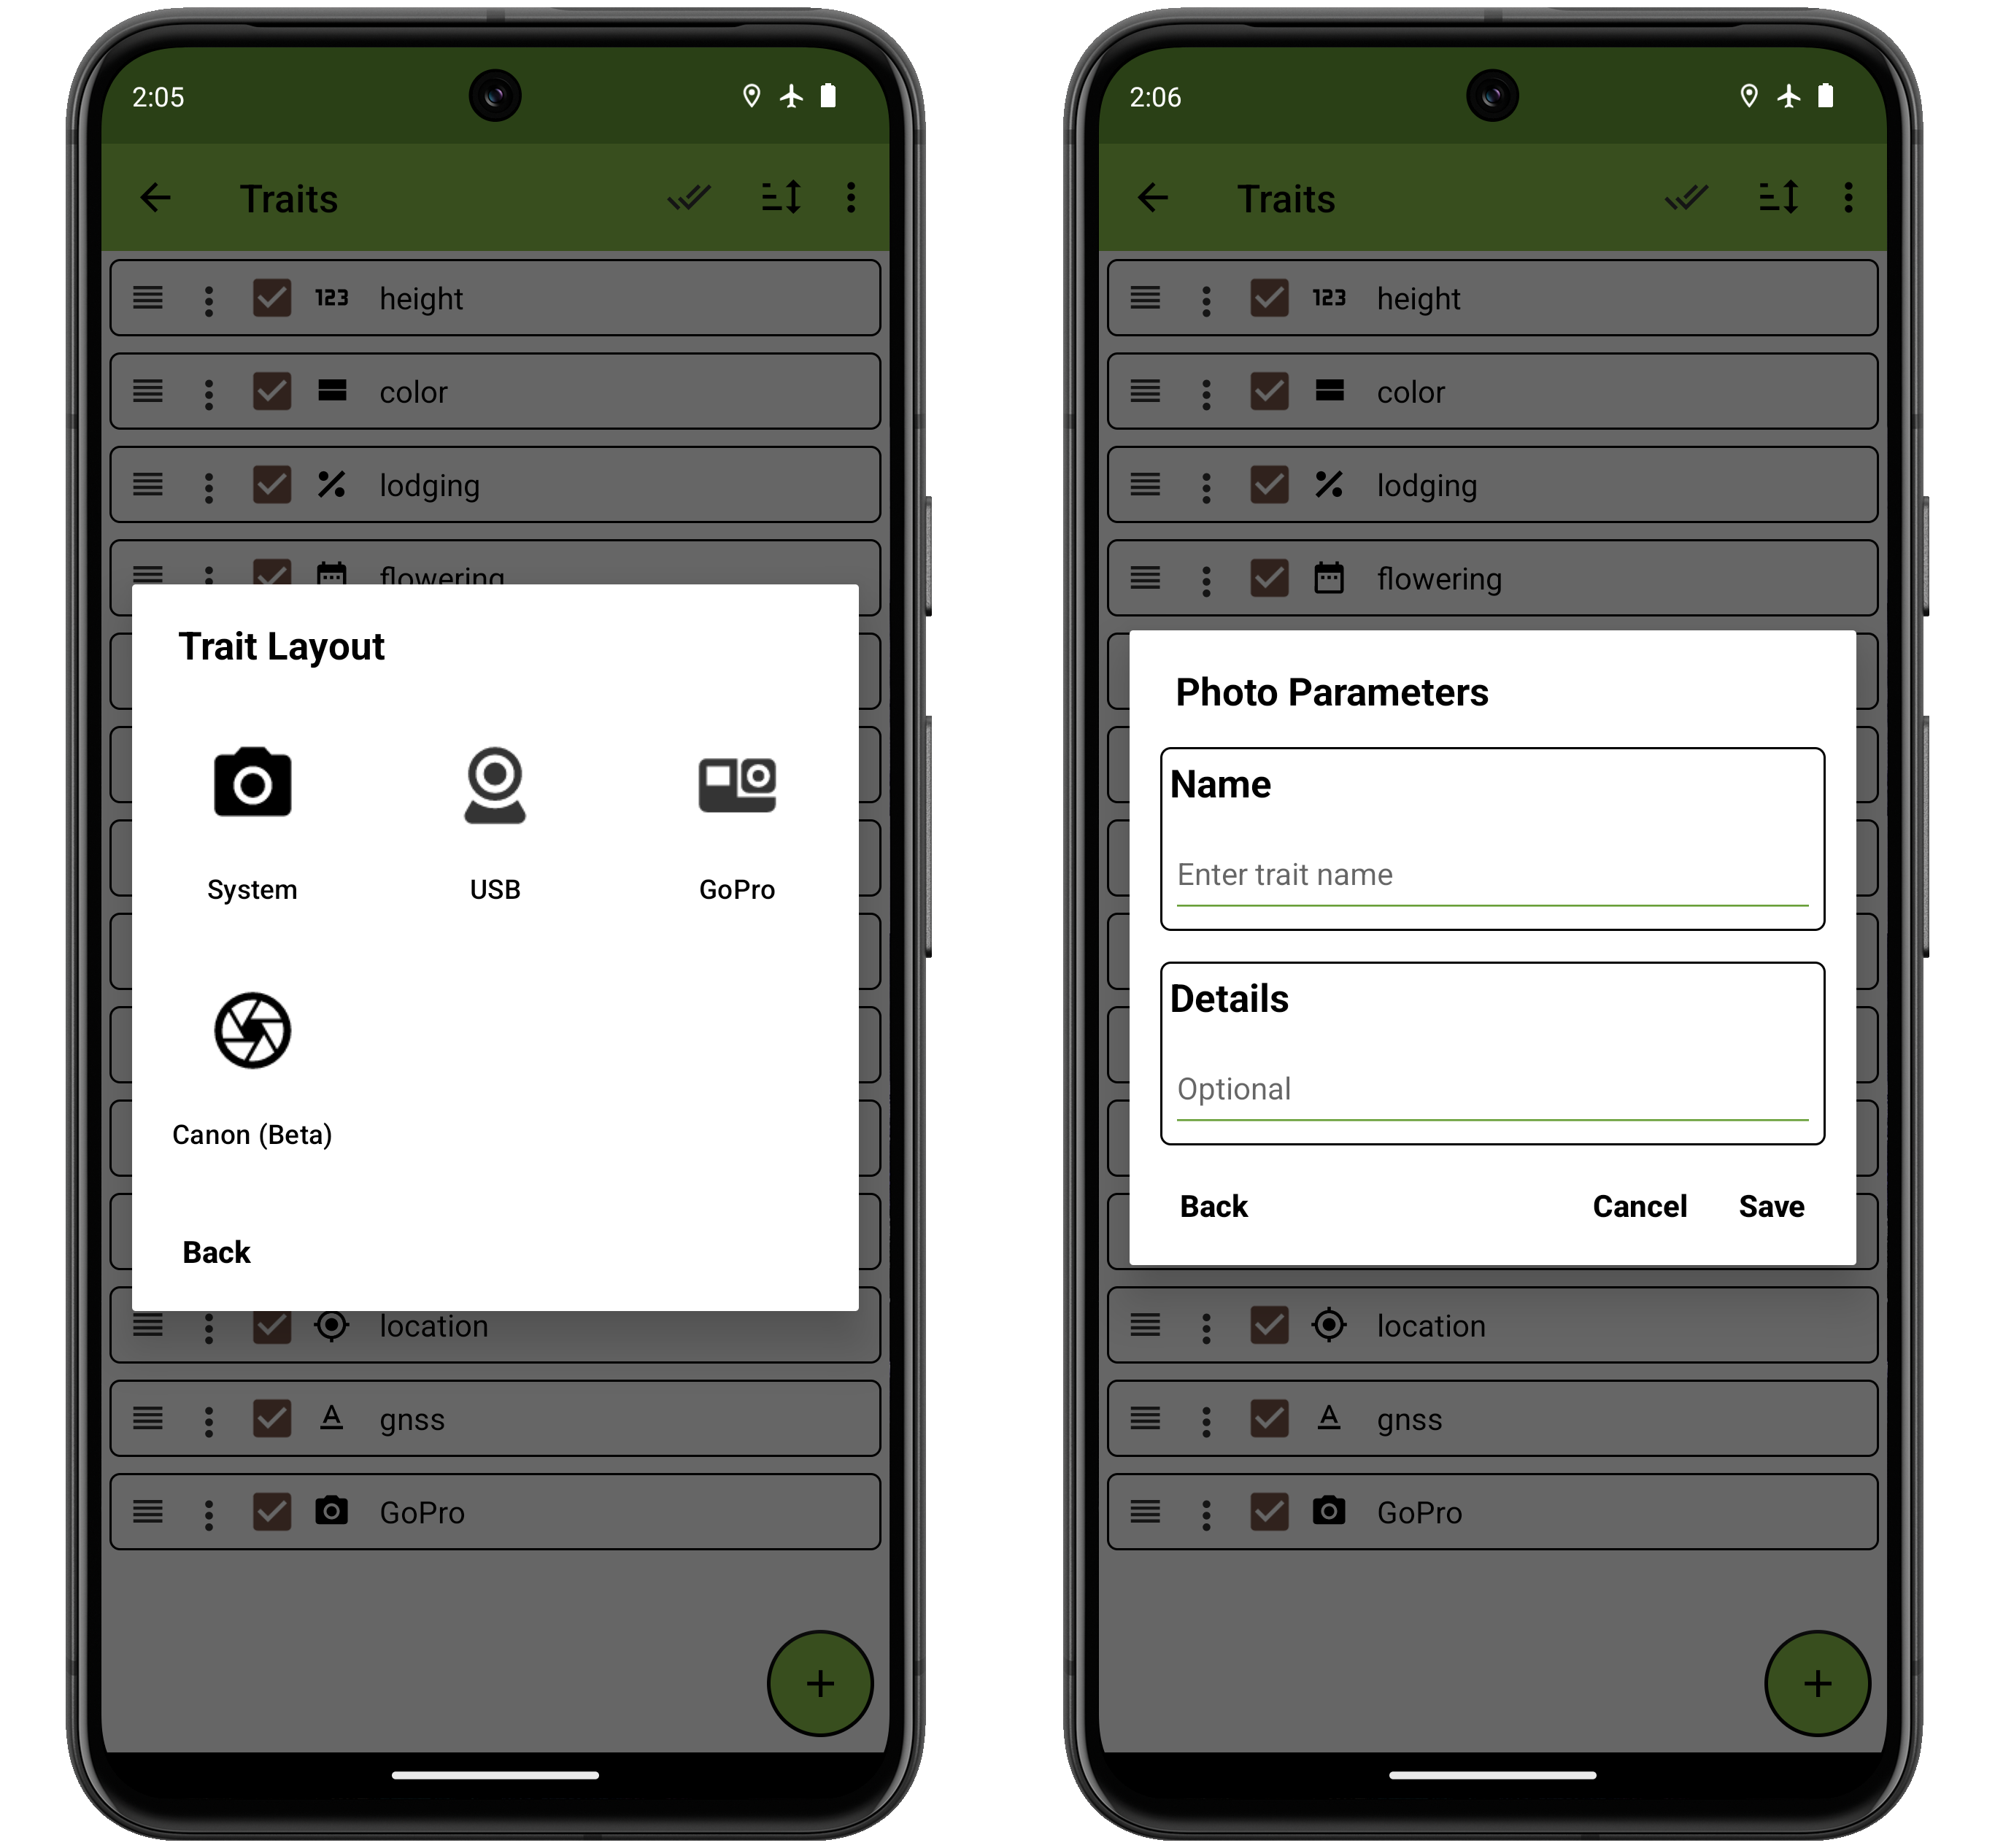 2:05
Traits
123 height
color
lodging
flowering
Trait Layout
System USB GoPro
Canon (Beta)
Back
location
A gnss
GoPro
+
2:06
Traits
123 height
color
lodging
flowering
Photo Parameters
Name
Enter trait name
Details
Optional
Back Cancel Save
location
A gnss
GoPro
+